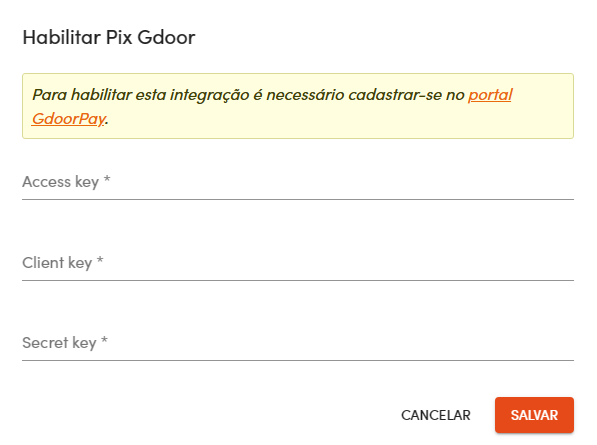 Habilitar Pix Gdoor
Para habilitar esta integração é necessário cadastrar-se no portal
GdoorPay.
Access key *
Client key *
Secret key *
CANCELAR SALVAR